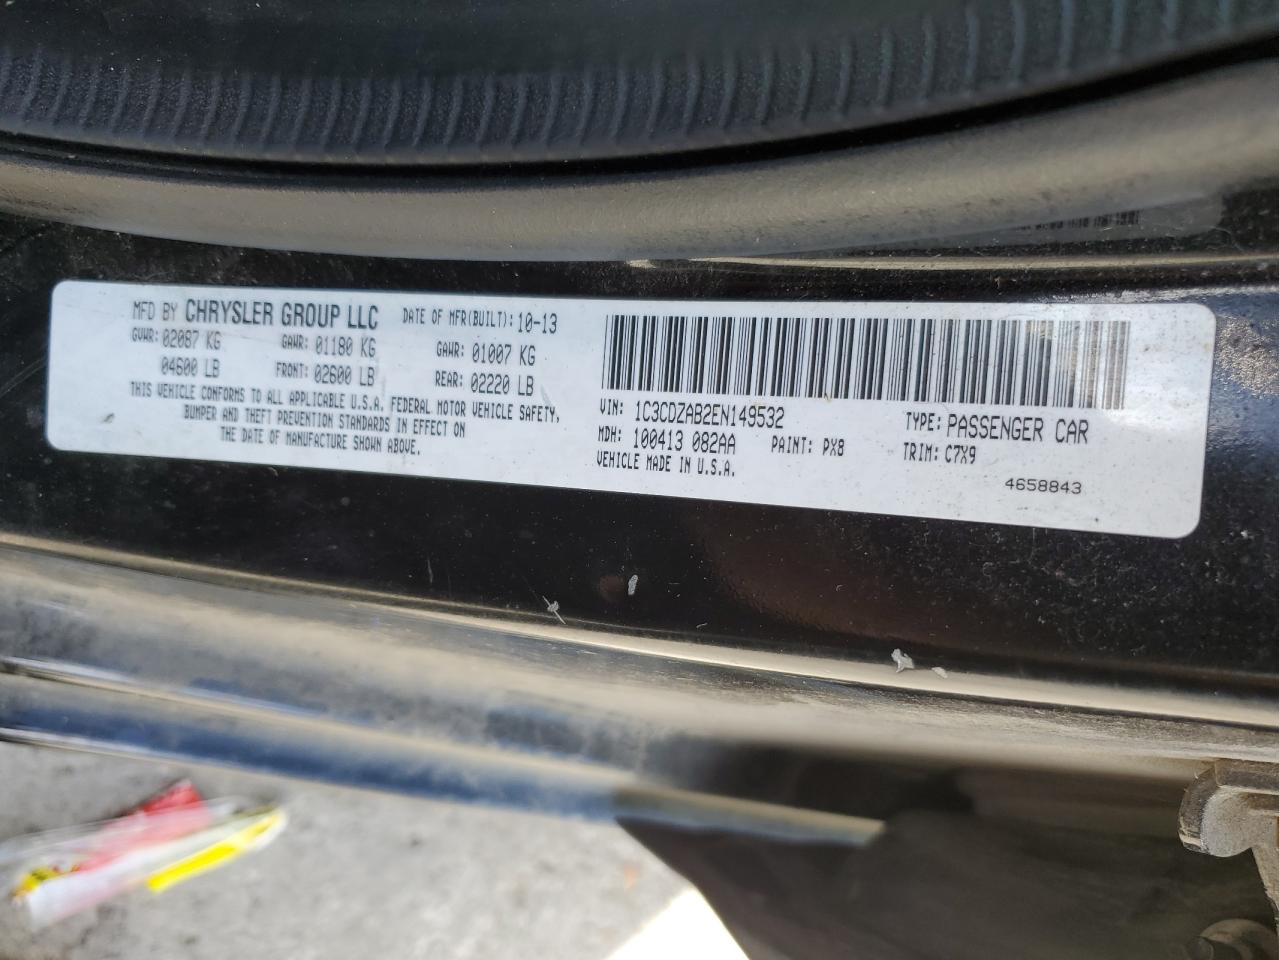 MFD BY CHRYSLER GROUP LLC DATE OF MFR(BUILT): 10-13
GVWR: 02087 KG GAWR: 01180 KG GAWR: 01007 KG
04600 LB FRONT: 02600 LB REAR: 02220 LB
THIS VEHICLE CONFORMS TO ALL APPLICABLE U.S.A. FEDERAL MOTOR VEHICLE SAFETY,
BUMPER AND THEFT PREVENTION STANDARDS IN EFFECT ON
THE DATE OF MANUFACTURE SHOWN ABOVE.
VIN: 1C3CDZAB2EN149532 TYPE: PASSENGER CAR
MDH: 100413 082AA PAINT: PX8 TRIM: C7X9
VEHICLE MADE IN U.S.A.
4658843